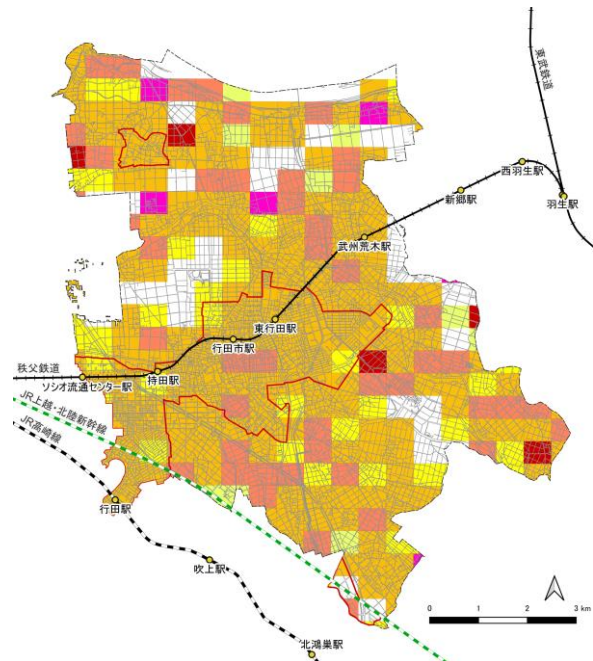 東武鉄道
西羽生駅
新郷駅
羽生駅
武州荒木駅
東行田駅
行田市駅
秩父鉄道
持田駅
ソシオ流通センター駅
JR上越・北陸新幹線
JR高崎線
行田駅
吹上駅
北鴻巣駅
0 1 2 3 km